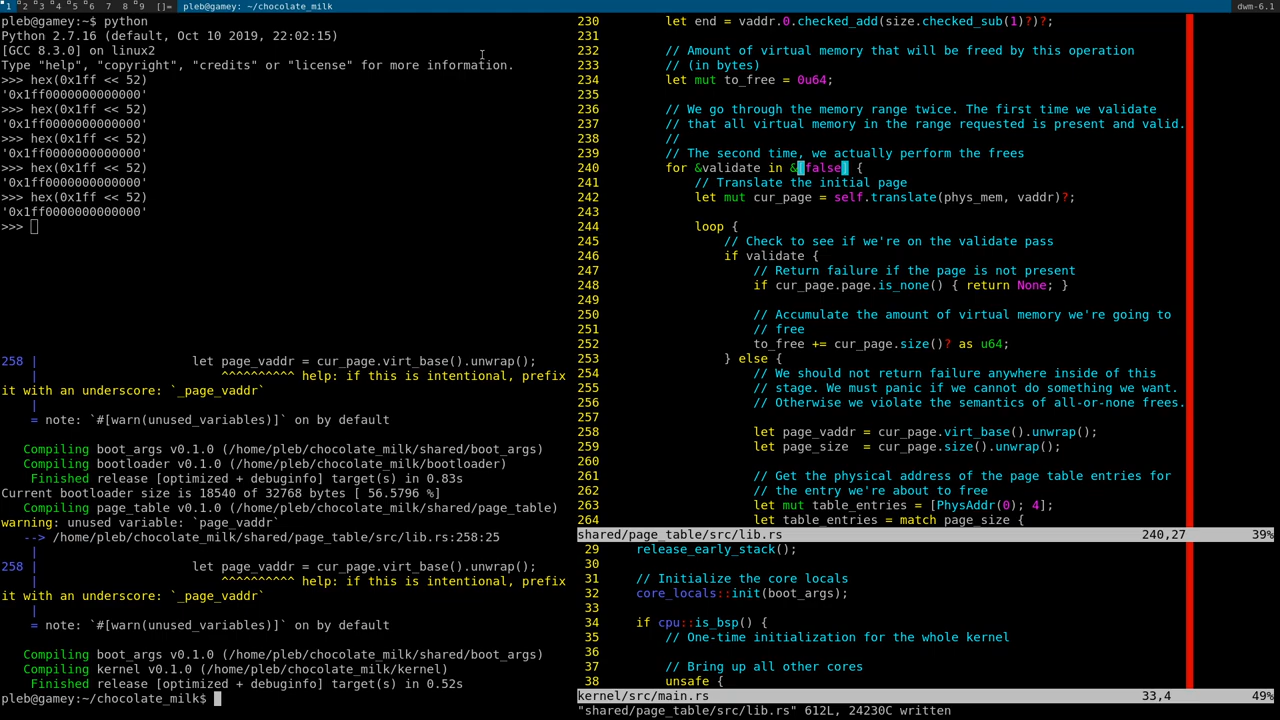 1 2 3 4 5 6 7 8 9 []= pleb@gamey: ~/chocolate_milk dwm-6.1
pleb@gamey:~$ python
Python 2.7.16 (default, Oct 10 2019, 22:02:15)
[GCC 8.3.0] on linux2
Type "help", "copyright", "credits" or "license" for more information.
>>> hex(0x1ff << 52)
'0x1ff0000000000000'
>>> hex(0x1ff << 52)
'0x1ff0000000000000'
>>> hex(0x1ff << 52)
'0x1ff0000000000000'
>>> hex(0x1ff << 52)
'0x1ff0000000000000'
>>> hex(0x1ff << 52)
'0x1ff0000000000000'
>>>
258 |                     let page_vaddr = cur_page.virt_base().unwrap();
    |                         ^^^^^^^^^^ help: if this is intentional, prefix
it with an underscore: `_page_vaddr`
    |
    = note: `#[warn(unused_variables)]` on by default
   Compiling boot_args v0.1.0 (/home/pleb/chocolate_milk/shared/boot_args)
   Compiling bootloader v0.1.0 (/home/pleb/chocolate_milk/bootloader)
    Finished release [optimized + debuginfo] target(s) in 0.83s
Current bootloader size is 18540 of 32768 bytes [ 56.5796 %]
   Compiling page_table v0.1.0 (/home/pleb/chocolate_milk/shared/page_table)
warning: unused variable: `page_vaddr`
   --> /home/pleb/chocolate_milk/shared/page_table/src/lib.rs:258:25
    |
258 |                     let page_vaddr = cur_page.virt_base().unwrap();
    |                         ^^^^^^^^^^ help: if this is intentional, prefix
it with an underscore: `_page_vaddr`
    |
    = note: `#[warn(unused_variables)]` on by default
   Compiling boot_args v0.1.0 (/home/pleb/chocolate_milk/shared/boot_args)
   Compiling kernel v0.1.0 (/home/pleb/chocolate_milk/kernel)
    Finished release [optimized + debuginfo] target(s) in 0.52s
pleb@gamey:~/chocolate_milk$
230         let end = vaddr.0.checked_add(size.checked_sub(1)?)?;
231
232         // Amount of virtual memory that will be freed by this operation
233         // (in bytes)
234         let mut to_free = 0u64;
235
236         // We go through the memory range twice. The first time we validate
237         // that all virtual memory in the range requested is present and valid.
238         //
239         // The second time, we actually perform the frees
240         for &validate in &[false] {
241             // Translate the initial page
242             let mut cur_page = self.translate(phys_mem, vaddr)?;
243
244             loop {
245                 // Check to see if we're on the validate pass
246                 if validate {
247                     // Return failure if the page is not present
248                     if cur_page.page.is_none() { return None; }
249
250                     // Accumulate the amount of virtual memory we're going to
251                     // free
252                     to_free += cur_page.size()? as u64;
253                 } else {
254                     // We should not return failure anywhere inside of this
255                     // stage. We must panic if we cannot do something we want.
256                     // Otherwise we violate the semantics of all-or-none frees.
257
258                     let page_vaddr = cur_page.virt_base().unwrap();
259                     let page_size  = cur_page.size().unwrap();
260
261                     // Get the physical address of the page table entries for
262                     // the entry we're about to free
263                     let mut table_entries = [PhysAddr(0); 4];
264                     let table_entries = match page_size {
shared/page_table/src/lib.rs 240,27 39%
29     release_early_stack();
30
31     // Initialize the core locals
32     core_locals::init(boot_args);
33
34     if cpu::is_bsp() {
35         // One-time initialization for the whole kernel
36
37         // Bring up all other cores
38         unsafe {
kernel/src/main.rs 33,4 49%
"shared/page_table/src/lib.rs" 612L, 24230C written